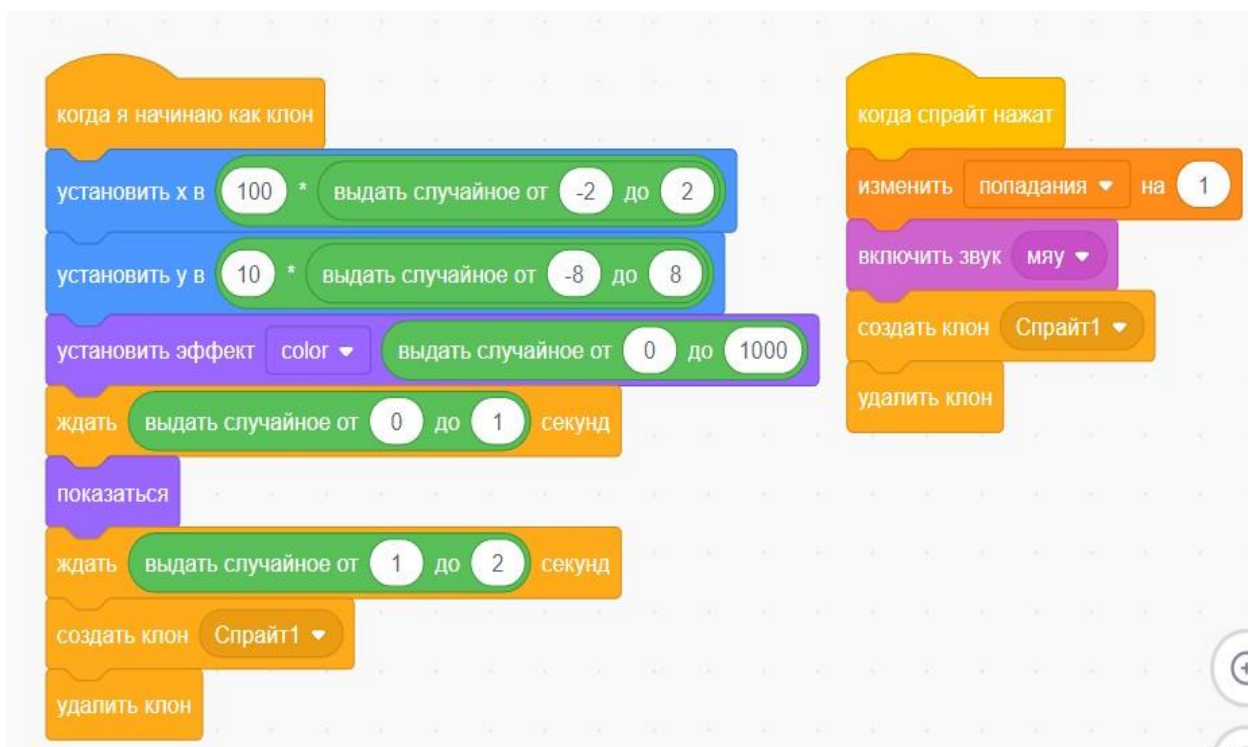 когда я начинаю как клон
установить x в 100 * выдать случайное от -2 до 2
установить y в 10 * выдать случайное от -8 до 8
установить эффект color выдать случайное от 0 до 1000
ждать выдать случайное от 0 до 1 секунд
показаться
ждать выдать случайное от 1 до 2 секунд
создать клон Спрайт1
удалить клон
когда спрайт нажат
изменить попадания на 1
включить звук мяу
создать клон Спрайт1
удалить клон